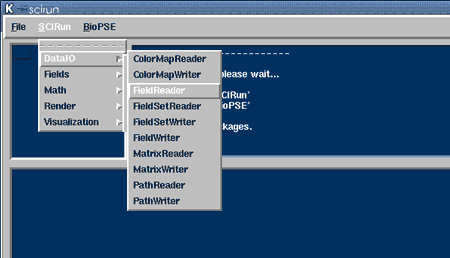 K scirun
File SCIRun BioPSE
DataIO
Fields
Math
Render
Visualization
ColorMapReader
ColorMapWriter
FieldReader
FieldSetReader
FieldSetWriter
FieldWriter
MatrixReader
MatrixWriter
PathReader
PathWriter
lease wait...
CIRun'
ioPSE'
kages.